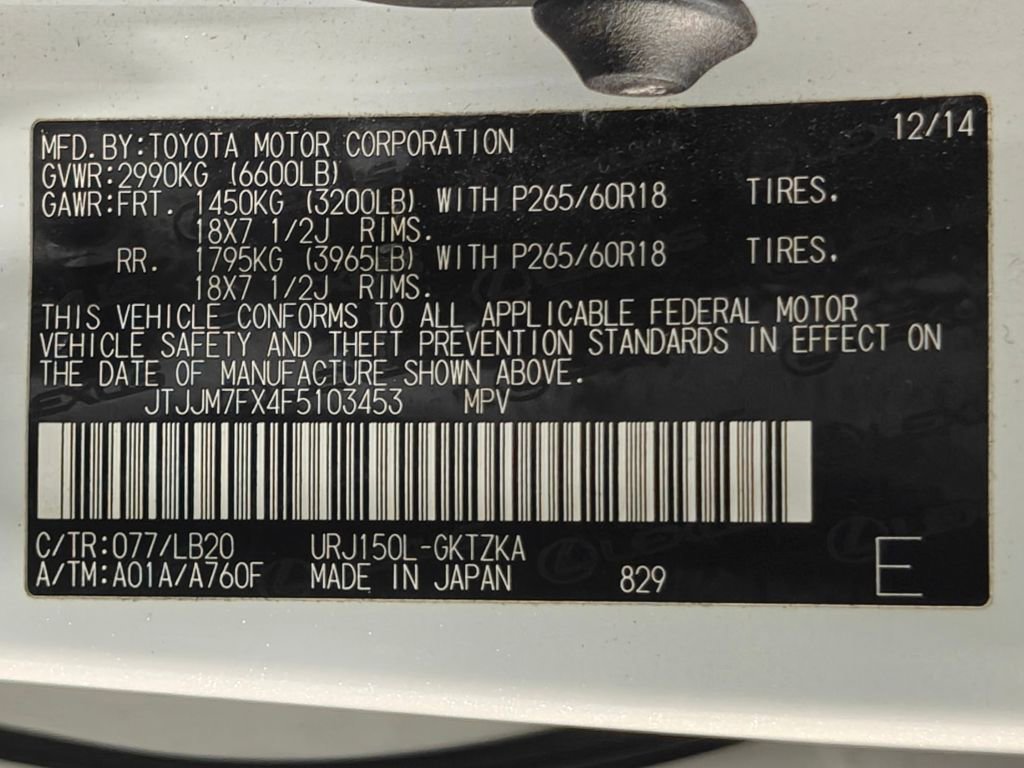 12/14
MFD.BY:TOYOTA MOTOR CORPORATION
GVWR:2990KG (6600LB)
GAWR:FRT. 1450KG (3200LB) WITH P265/60R18 TIRES.
18X7 1/2J RIMS.
RR. 1795KG (3965LB) WITH P265/60R18 TIRES.
18X7 1/2J RIMS.
THIS VEHICLE CONFORMS TO ALL APPLICABLE FEDERAL MOTOR
VEHICLE SAFETY AND THEFT PREVENTION STANDARDS IN EFFECT ON
THE DATE OF MANUFACTURE SHOWN ABOVE.
JTJJM7FX4F5103453 MPV
C/TR:077/LB20 URJ150L-GKTZKA
A/TM:A01A/A760F MADE IN JAPAN 829 E